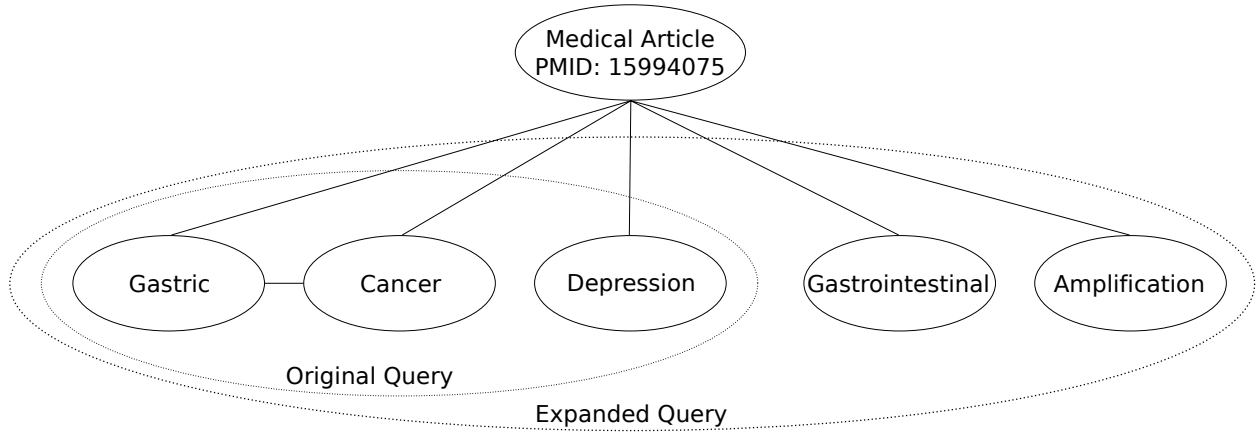 Medical Article
PMID: 15994075
Gastric
Cancer
Depression
Gastrointestinal
Amplification
Original Query
Expanded Query